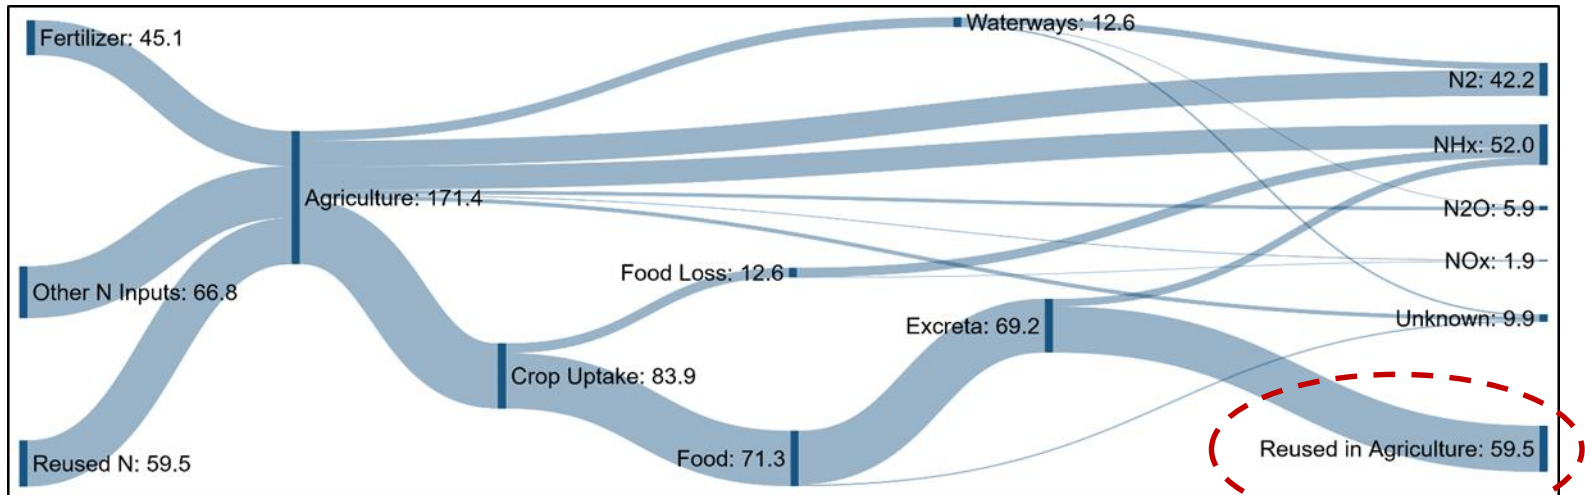 Fertilizer: 45.1
Waterways: 12.6
N2: 42.2
NHx: 52.0
Agriculture: 171.4
N2O: 5.9
NOx: 1.9
Food Loss: 12.6
Other N Inputs: 66.8
Unknown: 9.9
Excreta: 69.2
Crop Uptake: 83.9
Reused in Agriculture: 59.5
Food: 71.3
Reused N: 59.5